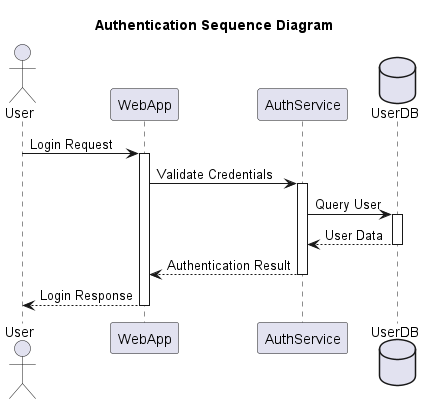 Authentication Sequence Diagram
User
WebApp
AuthService
UserDB
Login Request
Validate Credentials
Query User
User Data
Authentication Result
Login Response
User
WebApp
AuthService
UserDB